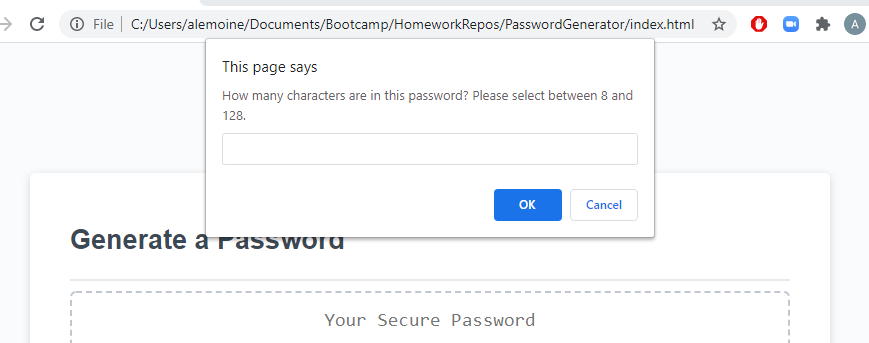 File | C:/Users/alemoine/Documents/Bootcamp/HomeworkRepos/PasswordGenerator/index.html
A
This page says
How many characters are in this password? Please select between 8 and
128.
OK Cancel
Generate a Password
Your Secure Password